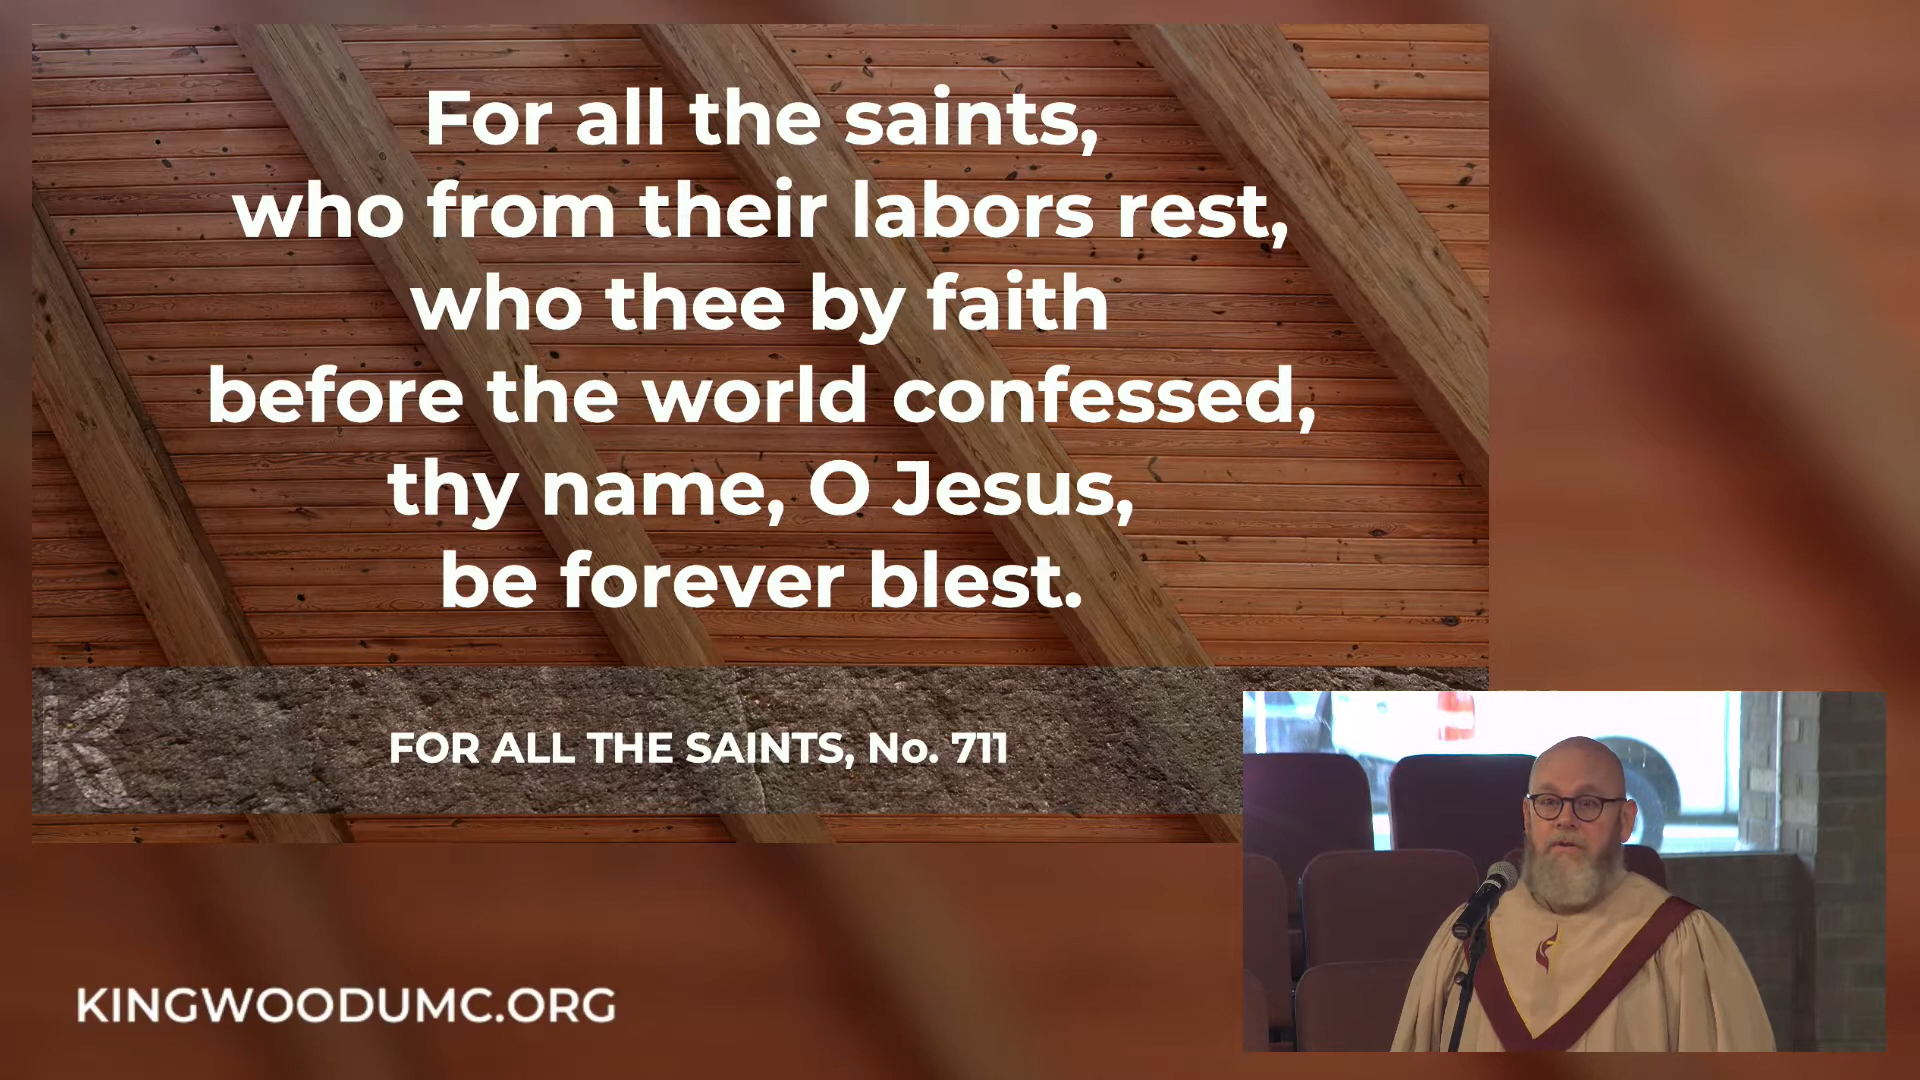 For all the saints,
who from their labors rest,
who thee by faith
before the world confessed,
thy name, O Jesus,
be forever blest.
FOR ALL THE SAINTS, No. 711
KINGWOODUMC.ORG